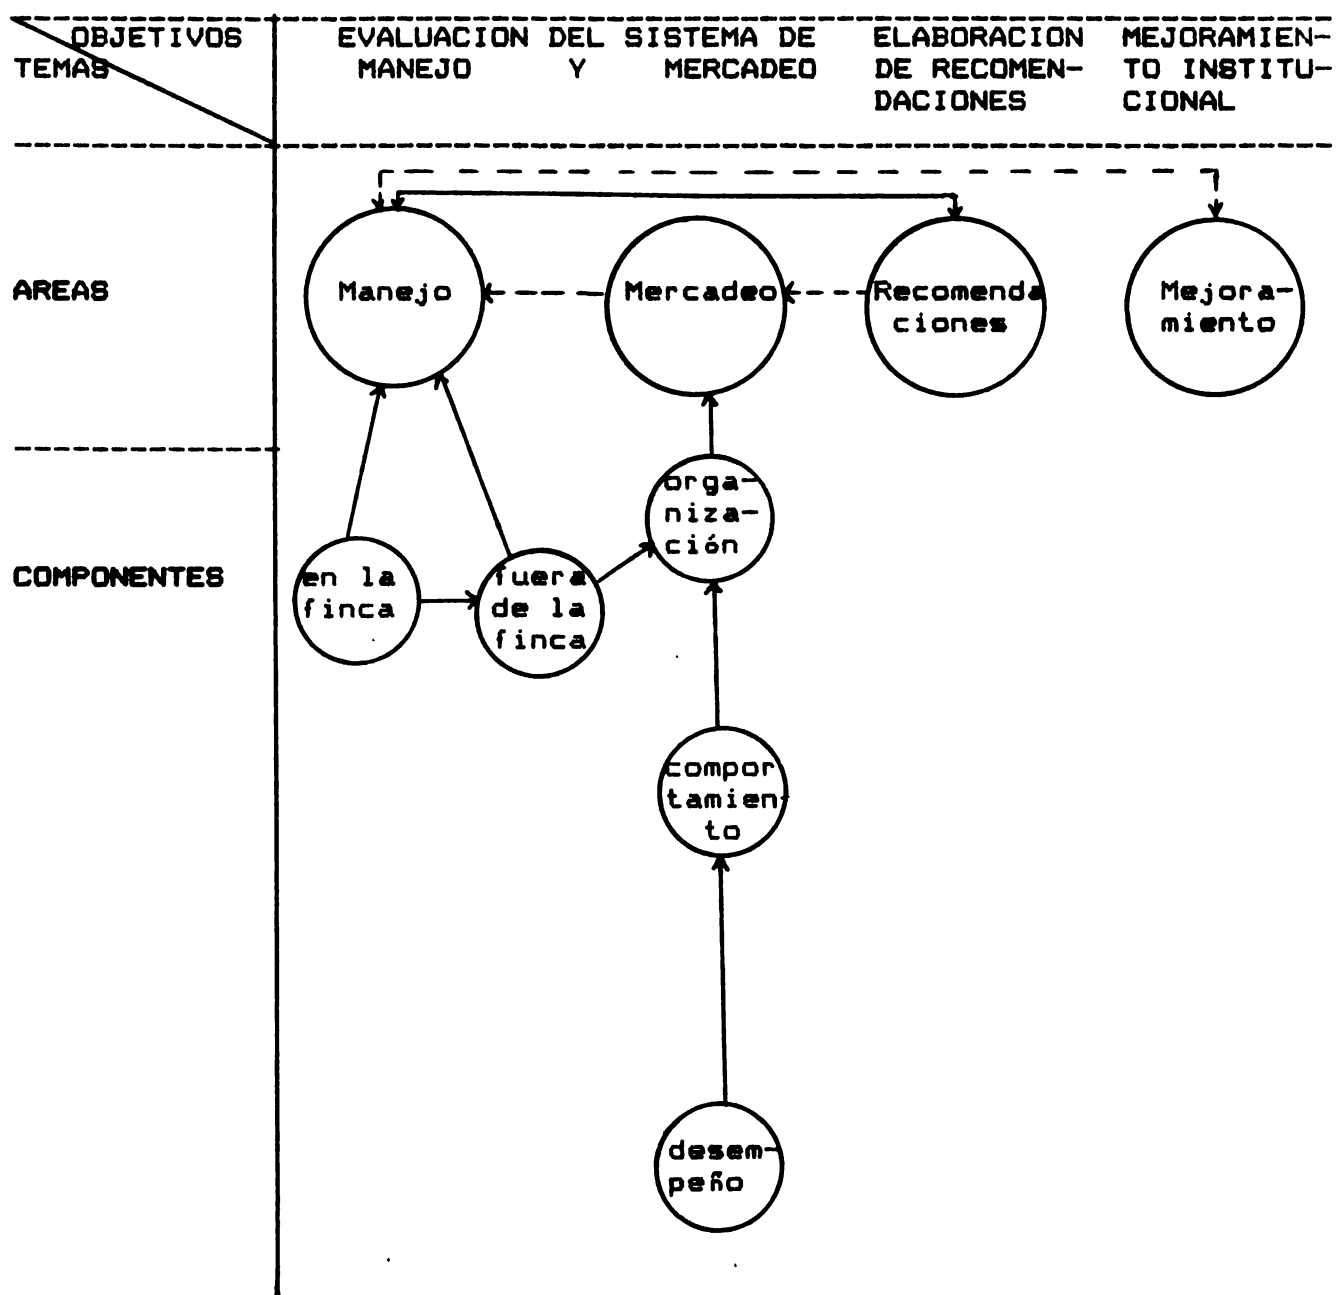 OBJETIVOS EVALUACION DEL SISTEMA DE ELABORACION MEJORAMIEN-
TEMAS MANEJO Y MERCADEO DE RECOMEN- TO INSTITU-
DACIONES CIONAL
AREAS
Manejo
Mercadeo
Recomenda
ciones
Mejora-
miento
COMPONENTES
en la
finca
fuera
de la
finca
orga-
niza-
ción
compor
tamien-
to
desem-
peño